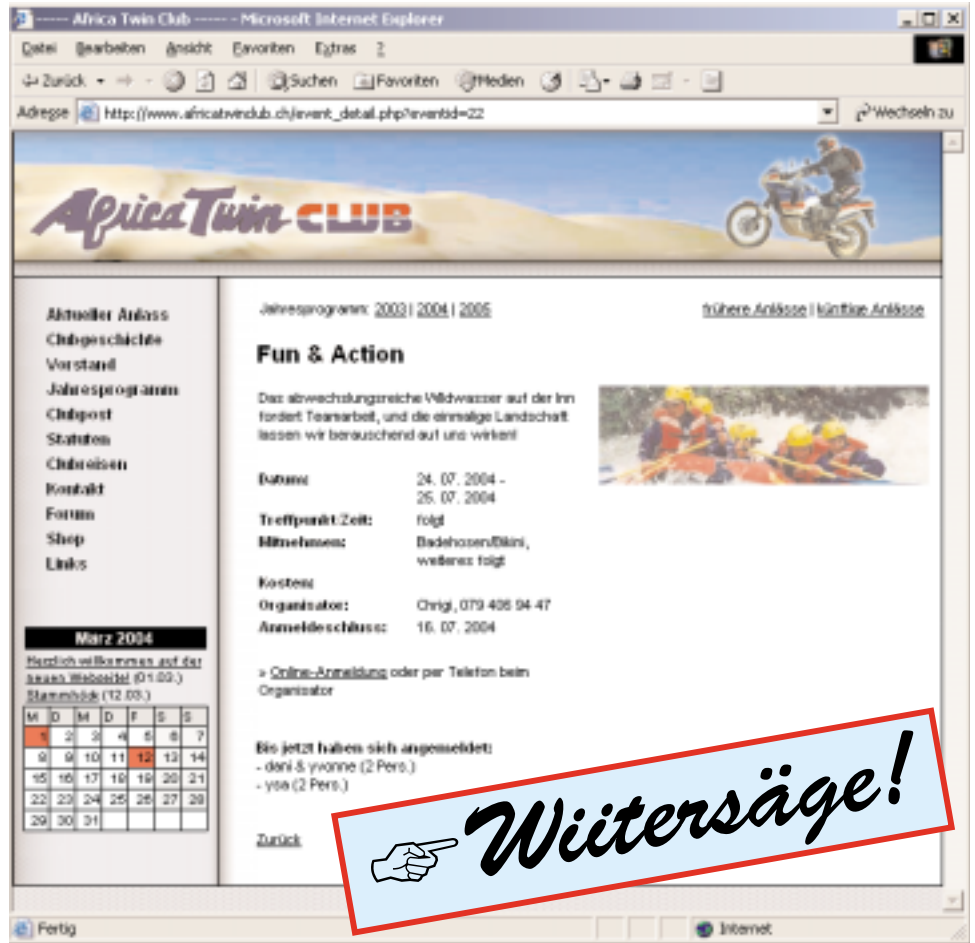 ----- Africa Twin Club ----- - Microsoft Internet Explorer
Datei Bearbeiten Ansicht Favoriten Extras ?
Zurück Suchen Favoriten Medien
Adresse http://www.africatwinclub.ch/event_detail.php?eventid=22 Wechseln zu
Africa Twin CLUB
Aktueller Anlass
Clubgeschichte
Vorstand
Jahresprogramm
Clubpost
Statuten
Clubreisen
Kontakt
Forum
Shop
Links
März 2004
Herzlich willkommen auf der
neuen Webseite! (01.03.)
Stammhöck (12.03.)
M D M D F S S
1 2 3 4 5 6 7
8 9 10 11 12 13 14
15 16 17 18 19 20 21
22 23 24 25 26 27 28
29 30 31
Jahresprogramm: 2003 | 2004 | 2005 frühere Anlässe | künftige Anlässe
Fun & Action
Das abwechslungsreiche Wildwasser auf der Inn
fordert Teamarbeit, und die einmalige Landschaft
lassen wir berauschend auf uns wirken!
Datum: 24. 07. 2004 -
25. 07. 2004
Treffpunkt/Zeit: folgt
Mitnehmen: Badehosen/Bikini,
weiteres folgt
Kosten:
Organisator: Chrigi, 079 406 94 47
Anmeldeschluss: 16. 07. 2004
» Online-Anmeldung oder per Telefon beim
Organisator
Bis jetzt haben sich angemeldet:
- dani & yvonne (2 Pers.)
- ysa (2 Pers.)
Zurück
☞ Wiitersäge!
Fertig Internet